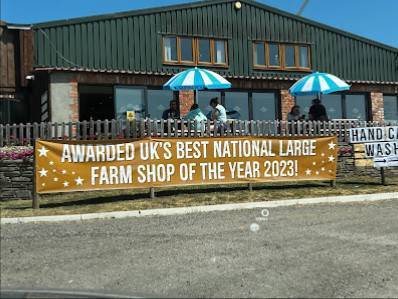 AWARDED UK'S BEST NATIONAL LARGE
FARM SHOP OF THE YEAR 2023!
HAND CA
WASH